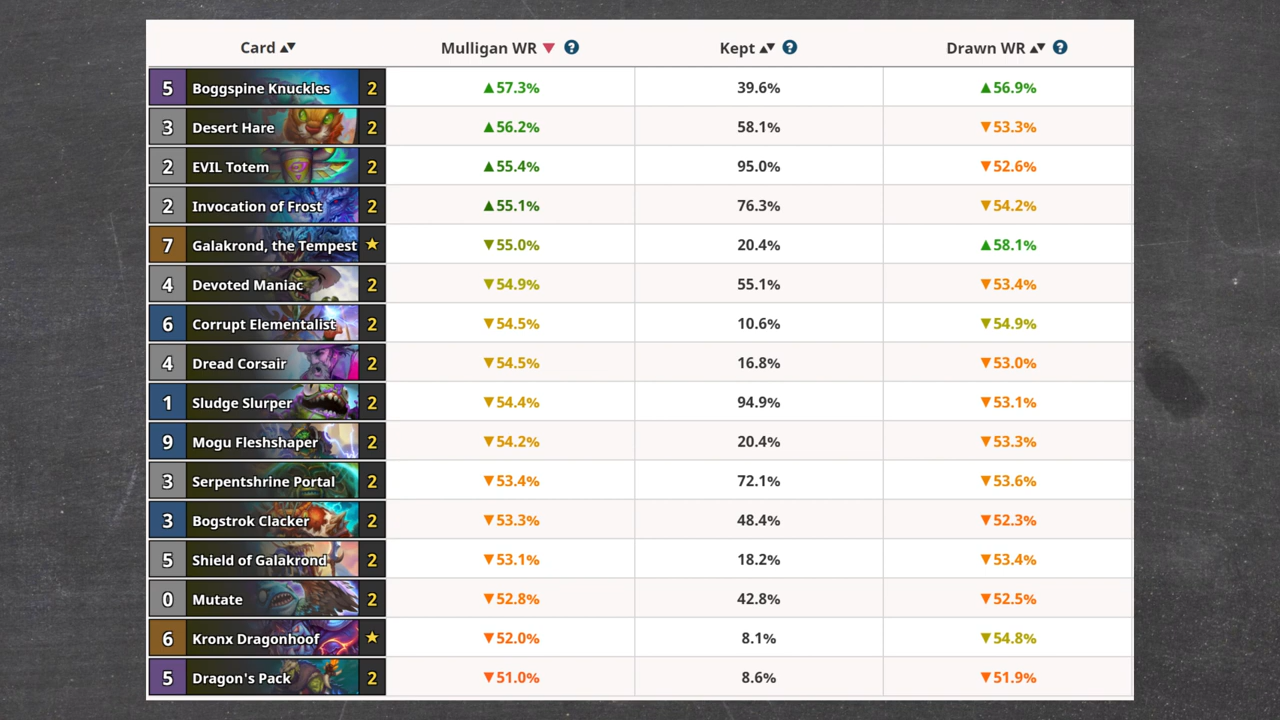 Card ▲▼ Mulligan WR ▼ ? Kept ▲▼ ? Drawn WR ▲▼ ?
5 Boggspine Knuckles 2 ▲57.3% 39.6% ▲56.9%
3 Desert Hare 2 ▲56.2% 58.1% ▼53.3%
2 EVIL Totem 2 ▲55.4% 95.0% ▼52.6%
2 Invocation of Frost 2 ▲55.1% 76.3% ▼54.2%
7 Galakrond, the Tempest ★ ▼55.0% 20.4% ▲58.1%
4 Devoted Maniac 2 ▼54.9% 55.1% ▼53.4%
6 Corrupt Elementalist 2 ▼54.5% 10.6% ▼54.9%
4 Dread Corsair 2 ▼54.5% 16.8% ▼53.0%
1 Sludge Slurper 2 ▼54.4% 94.9% ▼53.1%
9 Mogu Fleshshaper 2 ▼54.2% 20.4% ▼53.3%
3 Serpentshrine Portal 2 ▼53.4% 72.1% ▼53.6%
3 Bogstrok Clacker 2 ▼53.3% 48.4% ▼52.3%
5 Shield of Galakrond 2 ▼53.1% 18.2% ▼53.4%
0 Mutate 2 ▼52.8% 42.8% ▼52.5%
6 Kronx Dragonhoof ★ ▼52.0% 8.1% ▼54.8%
5 Dragon's Pack 2 ▼51.0% 8.6% ▼51.9%